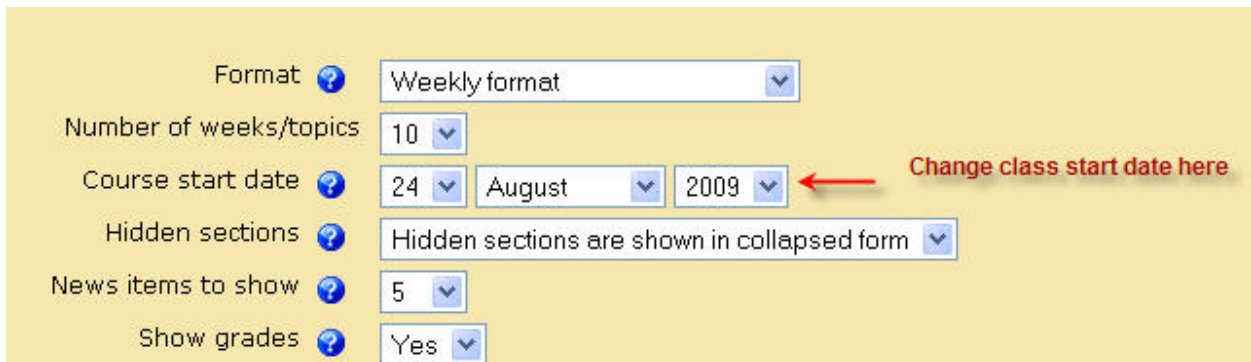 Format Weekly format
Number of weeks/topics 10
Course start date 24 August 2009 Change class start date here
Hidden sections Hidden sections are shown in collapsed form
News items to show 5
Show grades Yes